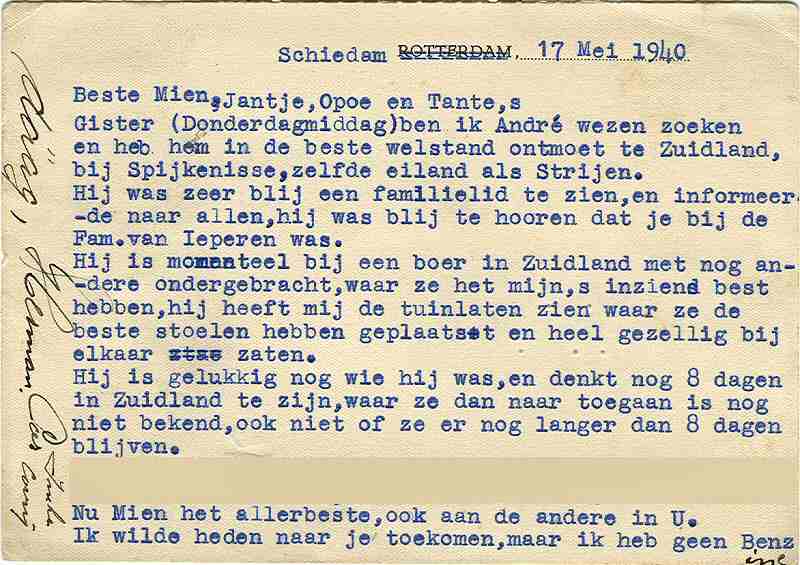 Schiedam ROTTERDAM, 17 Mei 1940
Beste Mien,Jantje,Opoe en Tante,s
Gister (Donderdagmiddag)ben ik André wezen zoeken
en heb hem in de beste welstand ontmoet te Zuidland,
bij Spijkenisse,zelfde eiland als Strijen.
Hij was zeer blij een familielid te zien,en informeer-
-de naar allen,hij was blij te hooren dat je bij de
Fam.van Ieperen was.
Hij is momenteel bij een boer in Zuidland met nog an-
-dere ondergebracht,waar ze het mijn,s inziens best
hebben,hij heeft mij de tuinlaten zien waar ze de
beste stoelen hebben geplaatst en heel gezellig bij
elkaar zaten.
Hij is gelukkig nog wie hij was,en denkt nog 8 dagen
in Zuidland te zijn,waar ze dan naar toegaan is nog
niet bekend,ook niet of ze er nog langer dan 8 dagen
blijven.
Nu Mien het allerbeste,ook aan de andere in U.
Ik wilde heden naar je toekomen,maar ik heb geen Benz
ine